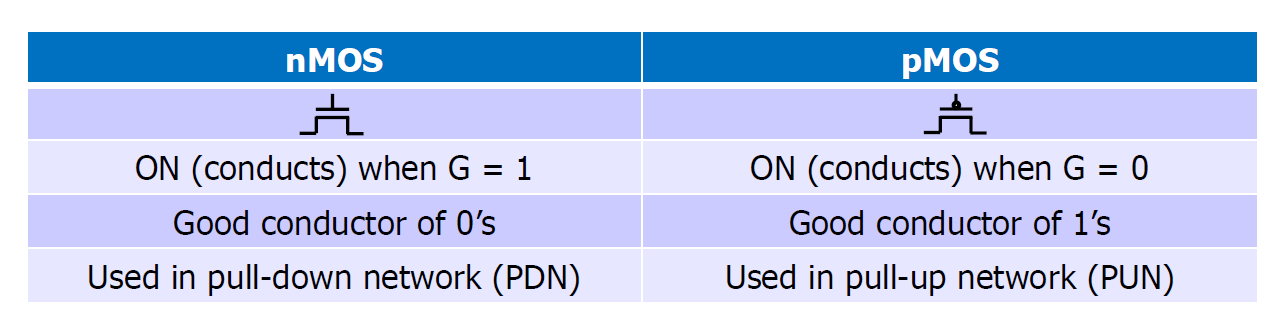 nMOS
pMOS
ON (conducts) when G = 1
ON (conducts) when G = 0
Good conductor of 0’s
Good conductor of 1’s
Used in pull-down network (PDN)
Used in pull-up network (PUN)